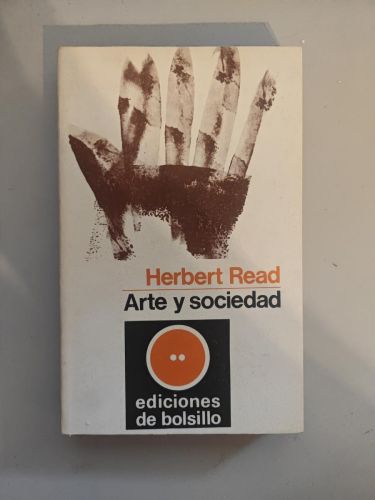 Herbert Read
Arte y sociedad
ediciones
de bolsillo